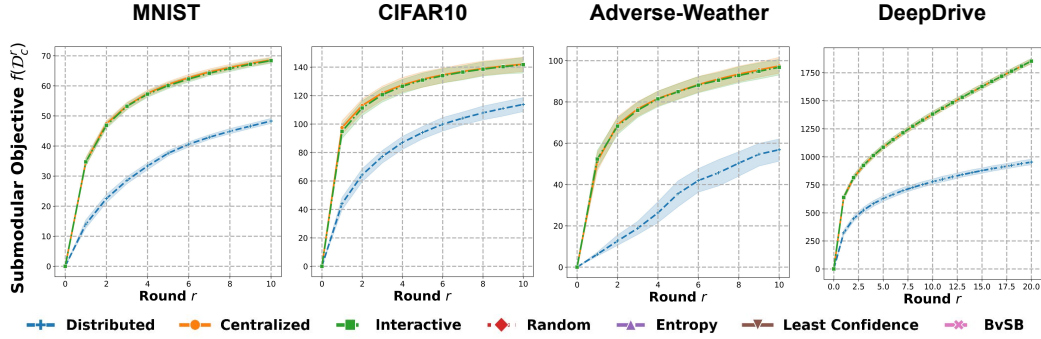 MNIST CIFAR10 Adverse-Weather DeepDrive
Submodular Objective f(𝒟ᶜʳ)
70
60
50
40
30
20
10
0
0 2 4 6 8 10
Round r
140
120
100
80
60
40
20
0
0 2 4 6 8 10
Round r
100
80
60
40
20
0
0 2 4 6 8 10
Round r
1750
1500
1250
1000
750
500
250
0
0.0 2.5 5.0 7.5 10.0 12.5 15.0 17.5 20.0
Round r
Distributed Centralized Interactive Random Entropy Least Confidence BvSB